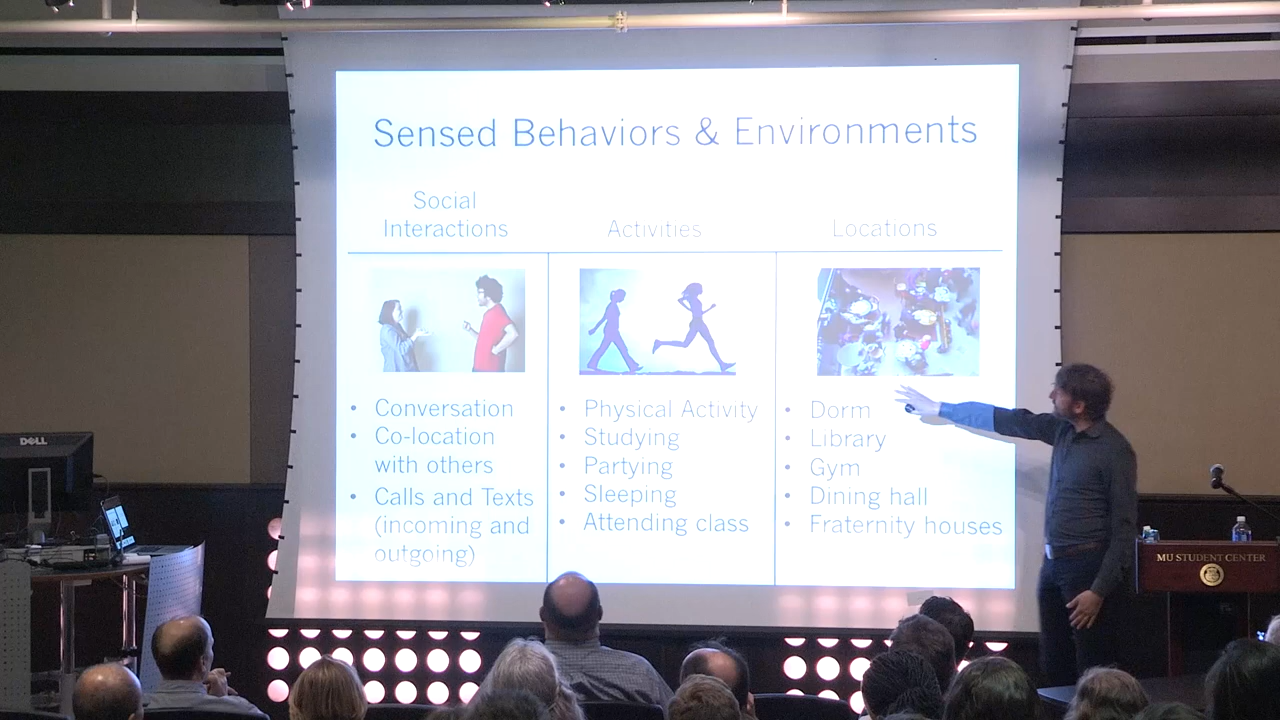 Sensed Behaviors & Environments
Social
Interactions
Activities
Locations
• Conversation
• Co-location
with others
• Calls and Texts
(incoming and
outgoing)
• Physical Activity
• Studying
• Partying
• Sleeping
• Attending class
• Dorm
• Library
• Gym
• Dining hall
• Fraternity houses
DELL
MU STUDENT CENTER